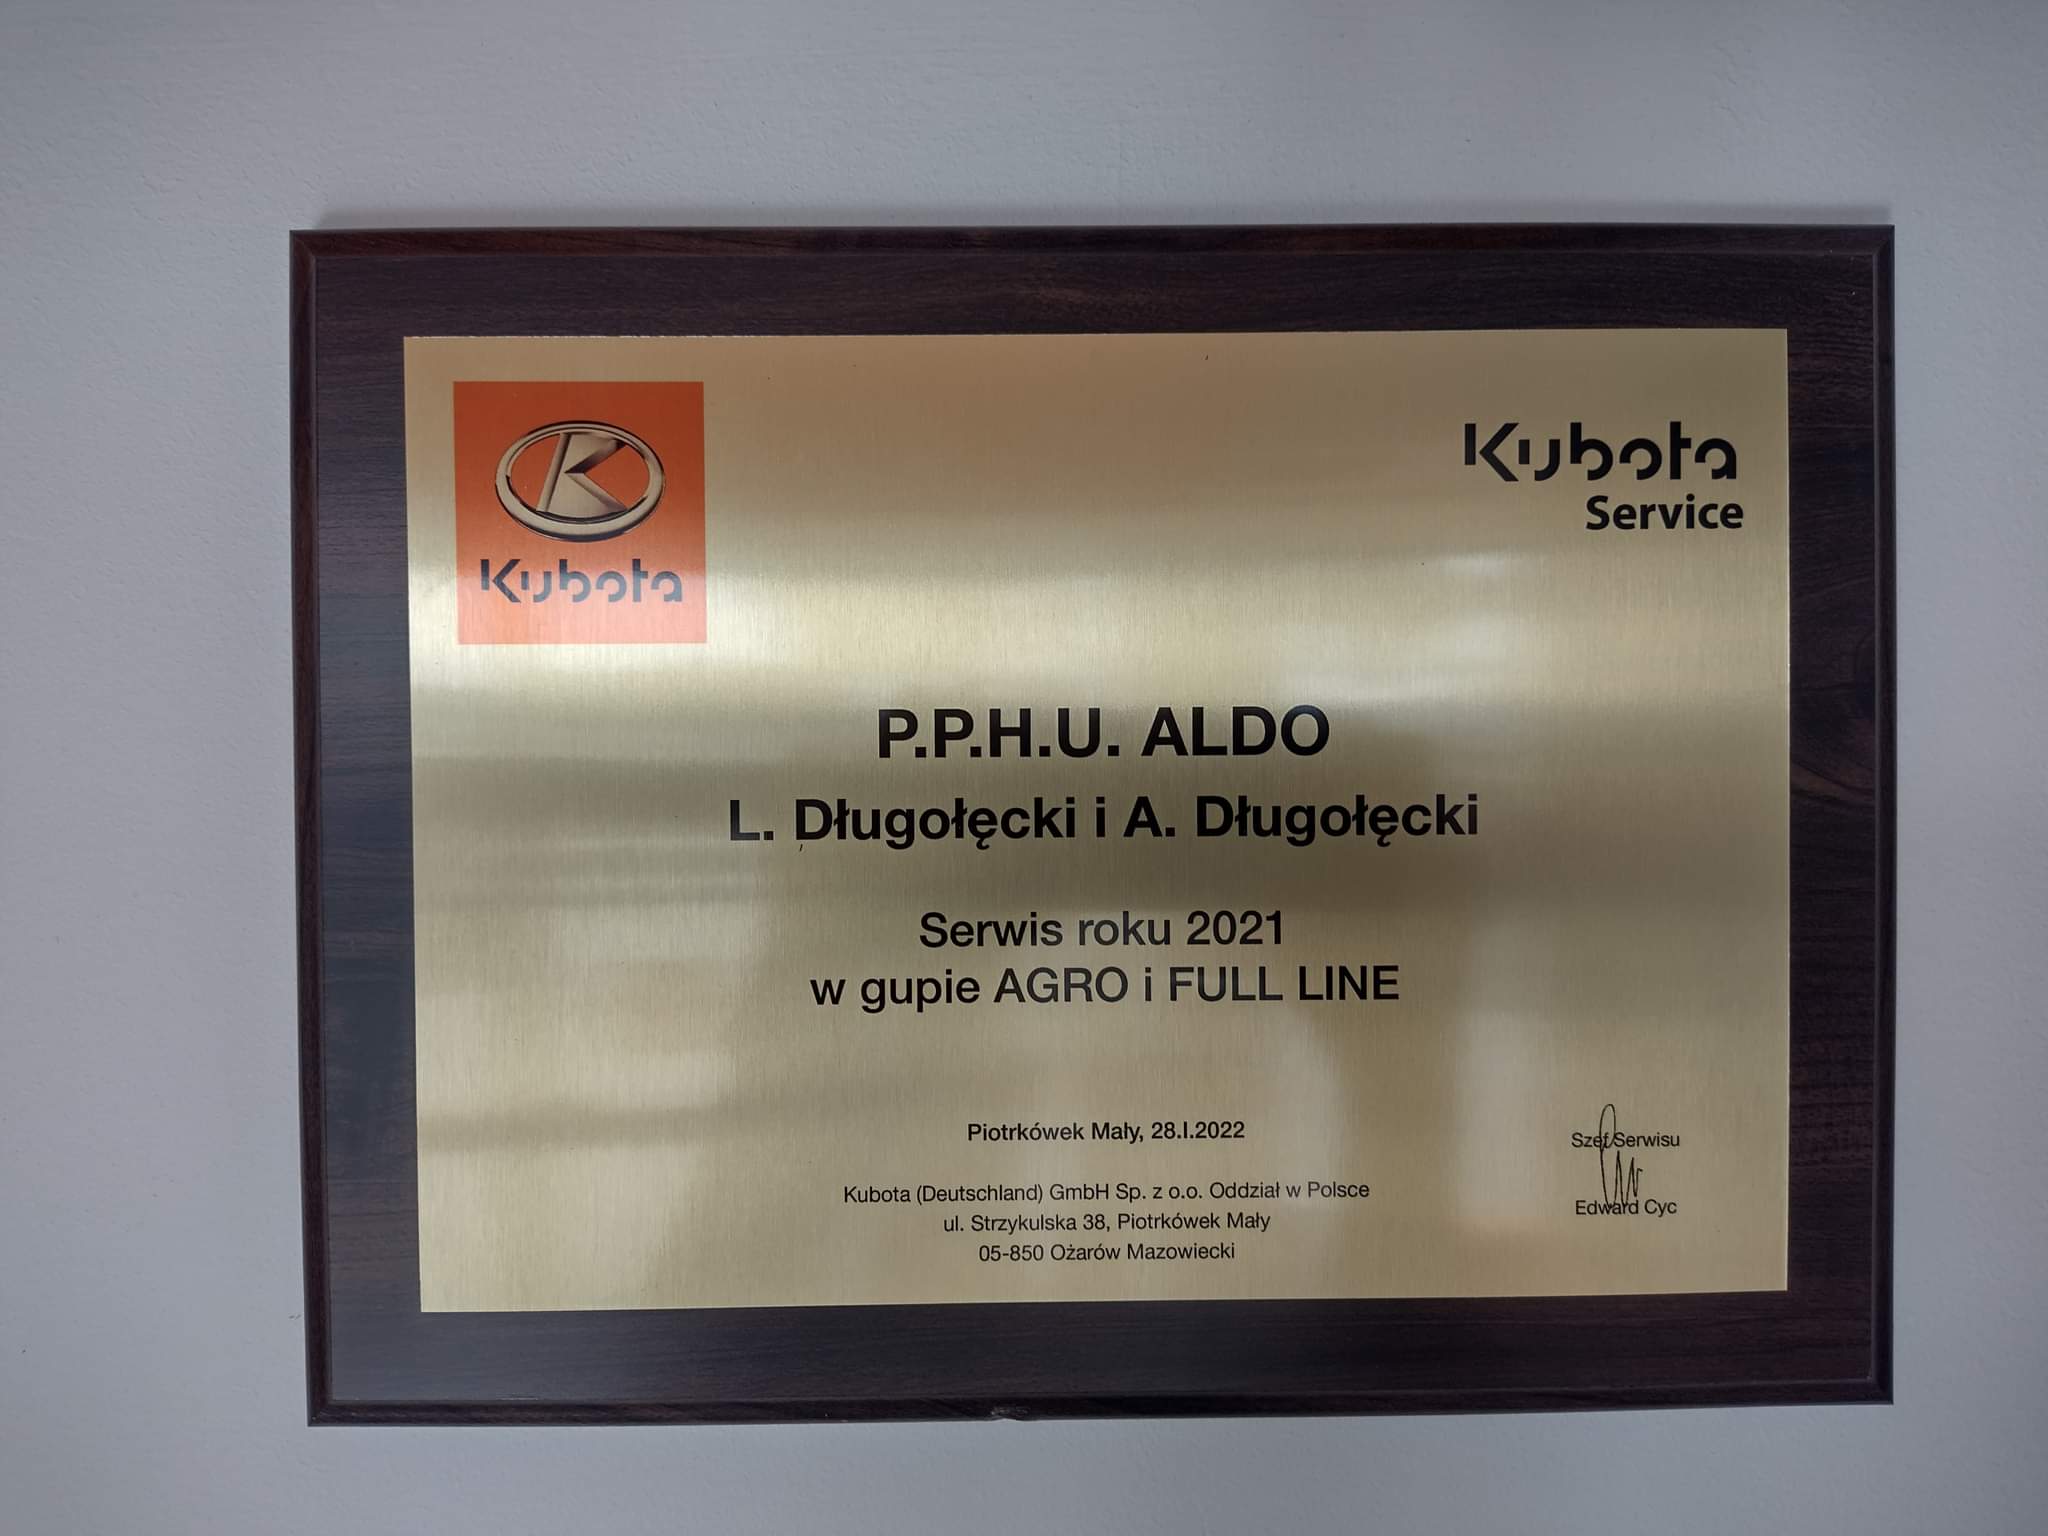 Kubota
Kubota
Service
P.P.H.U. ALDO
L. Długołęcki i A. Długołęcki
Serwis roku 2021
w gupie AGRO i FULL LINE
Piotrkówek Mały, 28.I.2022
Kubota (Deutschland) GmbH Sp. z o.o. Oddział w Polsce
ul. Strzykulska 38, Piotrkówek Mały
05-850 Ożarów Mazowiecki
Szef Serwisu
Edward Cyc